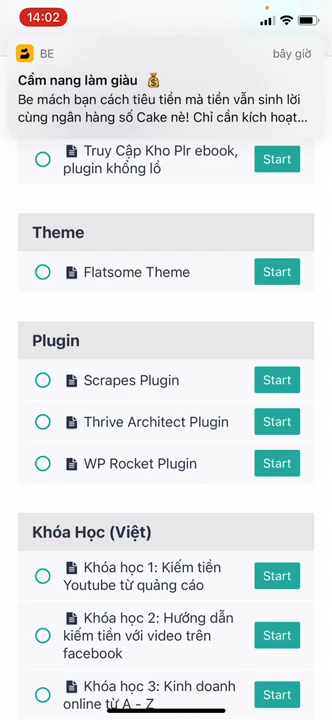 14:02
BE
bây giờ
Cẩm nang làm giàu 💰
Be mách bạn cách tiêu tiền mà tiền vẫn sinh lời
cùng ngân hàng số Cake nè! Chỉ cần kích hoạt...
Truy Cập Kho Plr ebook,
plugin khổng lồ
Start
Theme
Flatsome Theme
Start
Plugin
Scrapes Plugin
Start
Thrive Architect Plugin
Start
WP Rocket Plugin
Start
Khóa Học (Việt)
Khóa học 1: Kiếm tiền
Youtube từ quảng cáo
Start
Khóa học 2: Hướng dẫn
kiếm tiền với video trên
facebook
Start
Khóa học 3: Kinh doanh
online từ A - Z
Start